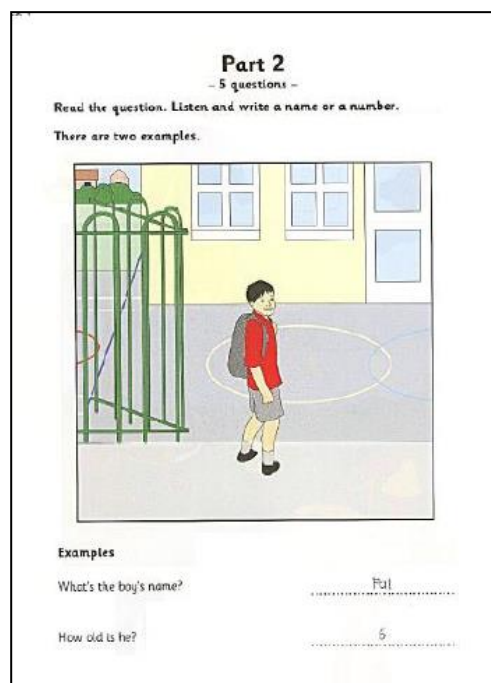 Part 2
– 5 questions –
Read the question. Listen and write a name or a number.
There are two examples.
Examples
What's the boy's name?
Pat
How old is he?